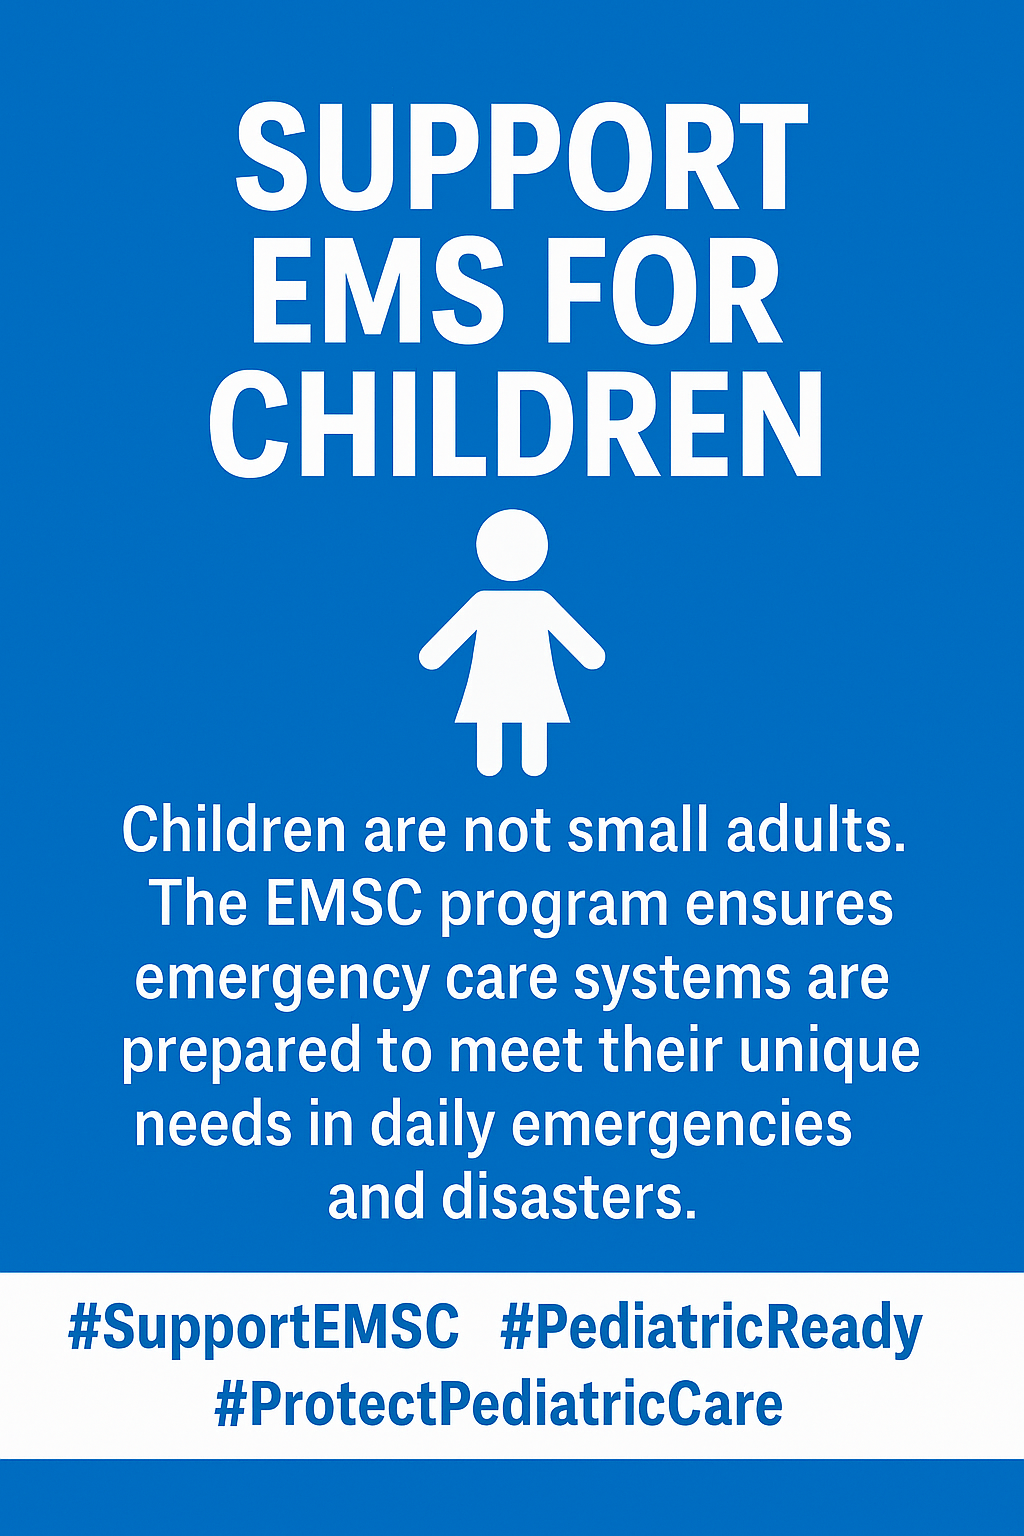 SUPPORT
EMS FOR
CHILDREN
Children are not small adults.
The EMSC program ensures
emergency care systems are
prepared to meet their unique
needs in daily emergencies
and disasters.
#SupportEMSC #PediatricReady
#ProtectPediatricCare